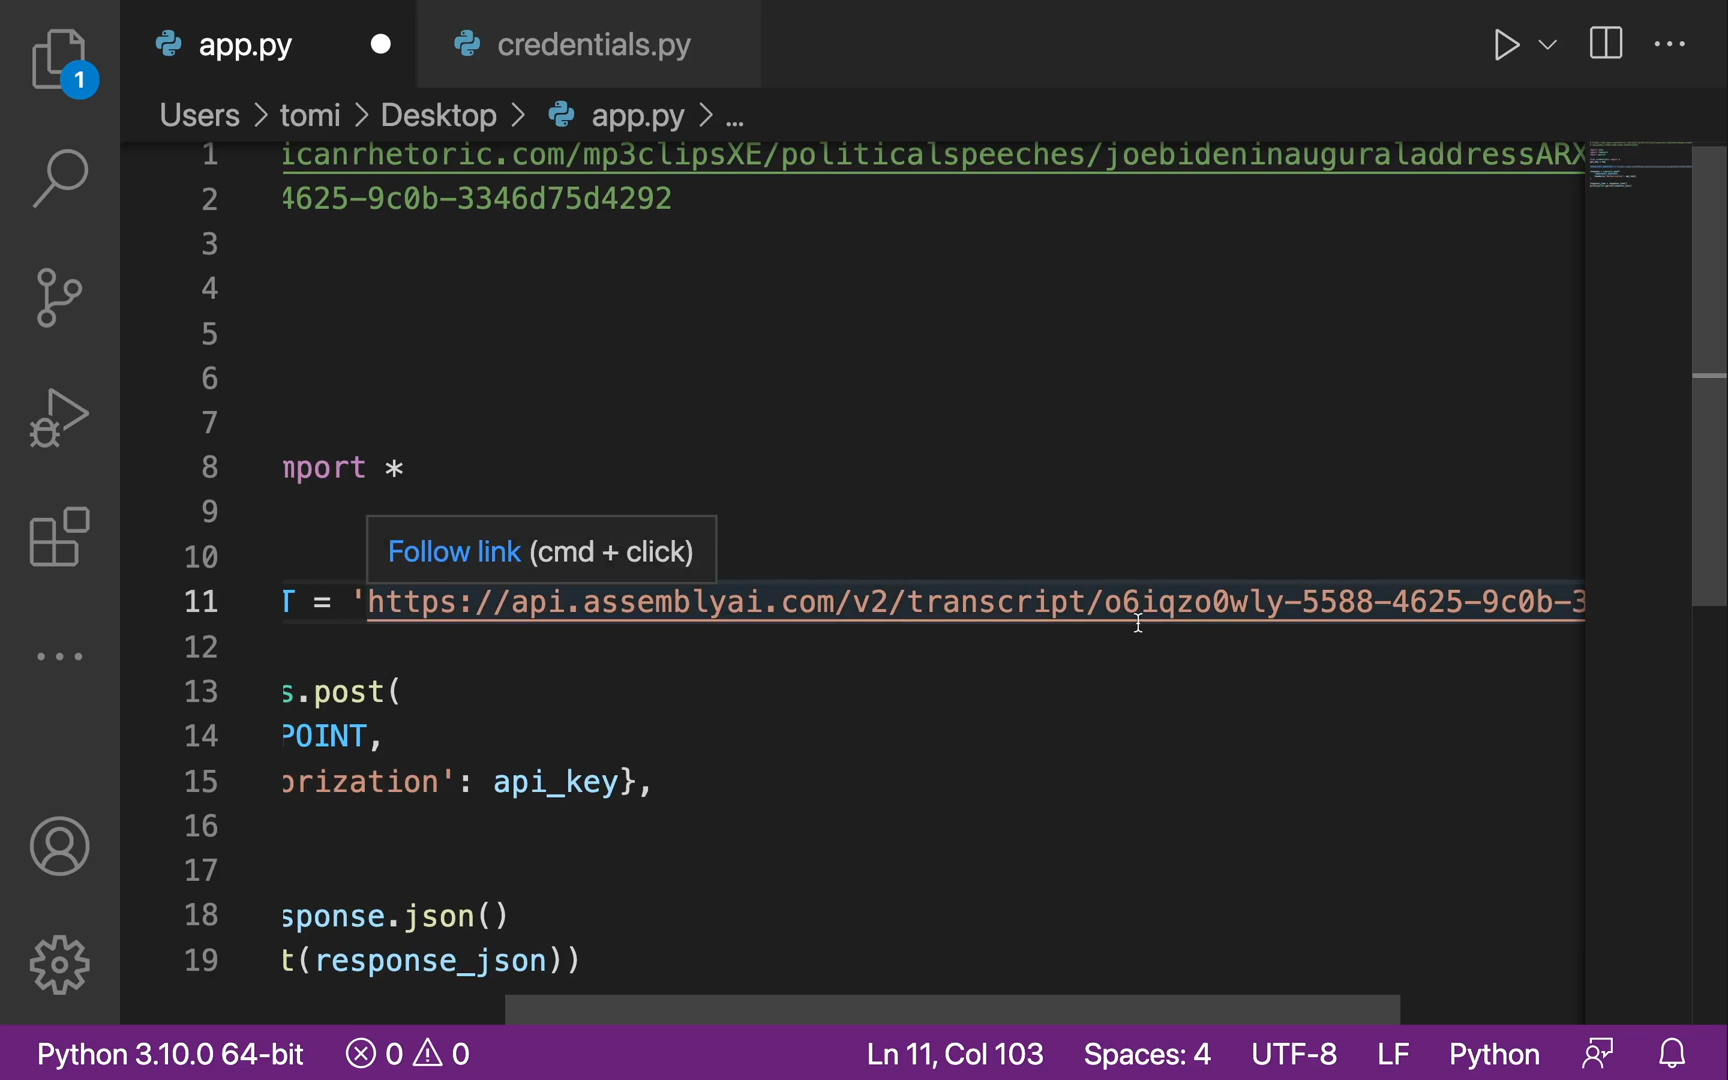 1
app.py
credentials.py
Users > tomi > Desktop > app.py > ...
1 icanrhetoric.com/mp3clipsXE/politicalspeeches/joebideninauguraladdressARX
2 4625-9c0b-3346d75d4292
3
4
5
6
7
8 mport *
9
10
Follow link (cmd + click)
11 T = 'https://api.assemblyai.com/v2/transcript/o6iqzo0wly-5588-4625-9c0b-3
12
13 s.post(
14 POINT,
15 orization': api_key},
16
17
18 sponse.json()
19 t(response_json))
Python 3.10.0 64-bit 0 0 Ln 11, Col 103 Spaces: 4 UTF-8 LF Python